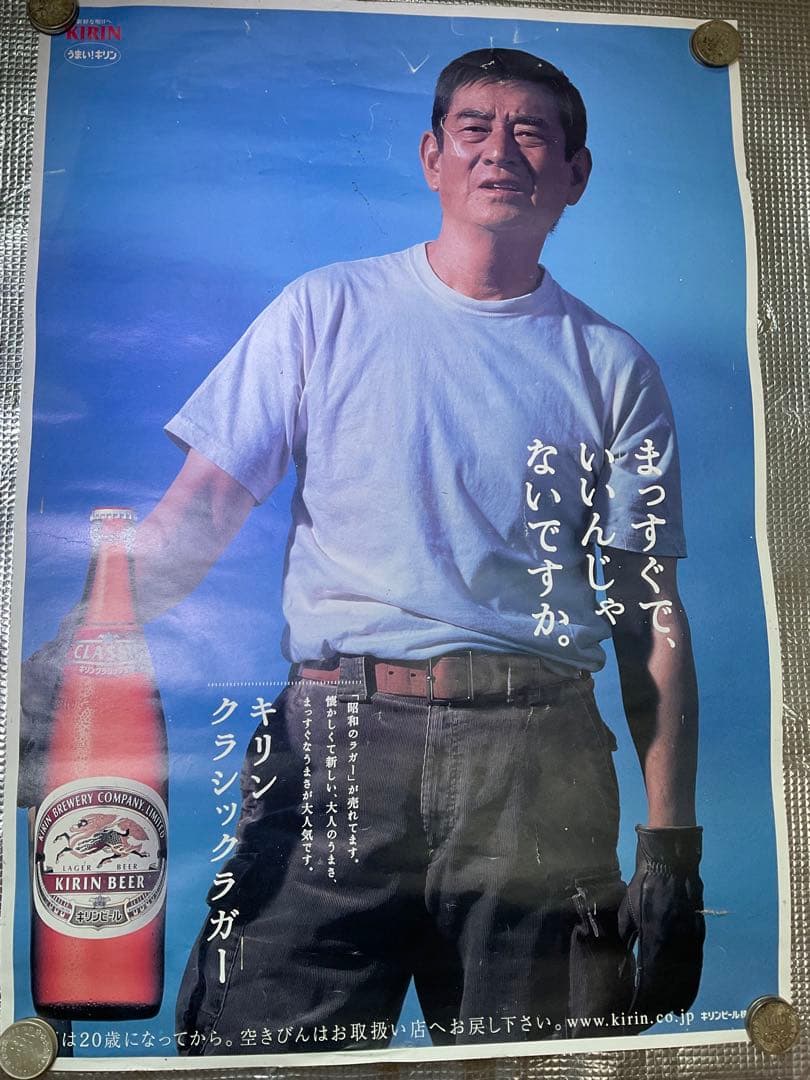 KIRIN
うまい！キリン
まっすぐで、
いいんじゃ
ないですか。
「昭和のラガー」が売れてます。
懐かしくて新しい、大人のうまさ、
まっすぐなうまさが大人気です。
キリン
クラシックラガー
CLASSIC
キリンクラシックラガー
KIRIN BREWERY COMPANY, LIMITED
LAGER BEER
KIRIN BEER
キリンビール
は20歳になってから。空きびんはお取扱い店へお戻し下さい。www.kirin.co.jp キリンビール株